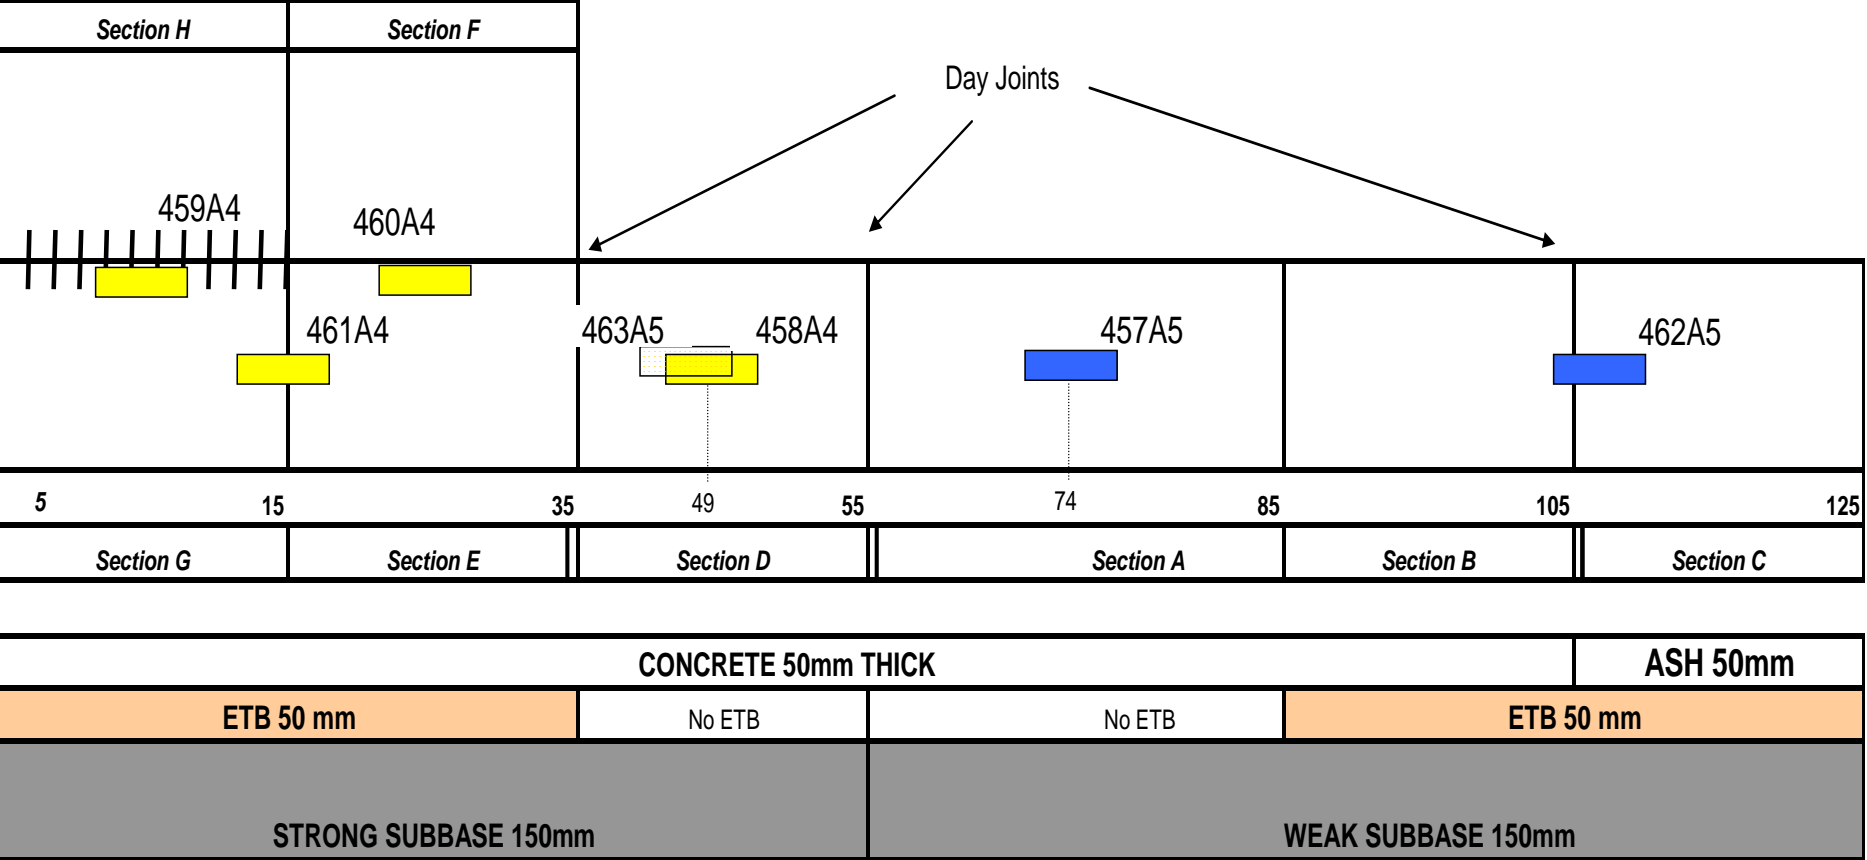 Section H Section F
Day Joints
459A4 460A4
461A4 463A5 458A4 457A5 462A5
5 15 35 49 55 74 85 105 125
Section G Section E Section D Section A Section B Section C
CONCRETE 50mm THICK ASH 50mm
ETB 50 mm No ETB No ETB ETB 50 mm
STRONG SUBBASE 150mm WEAK SUBBASE 150mm